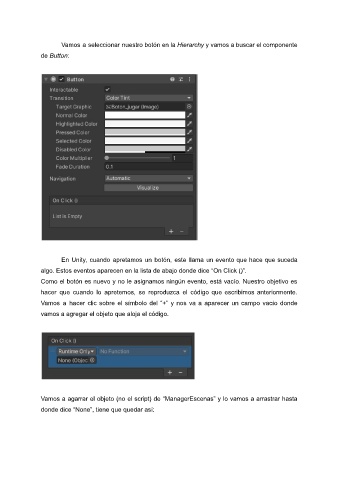 Vamos a seleccionar nuestro botón en la Hierarchy y vamos a buscar el componente
de Button:
Button
Interactable
Transition Color Tint
Target Graphic Boton_jugar (Image)
Normal Color
Highlighted Color
Pressed Color
Selected Color
Disabled Color
Color Multiplier 1
Fade Duration 0.1
Navigation Automatic
Visualize
On Click ()
List is Empty
+ −
En Unity, cuando apretamos un botón, este llama un evento que hace que suceda
algo. Estos eventos aparecen en la lista de abajo donde dice “On Click ()”.
Como el botón es nuevo y no le asignamos ningún evento, está vacío. Nuestro objetivo es
hacer que cuando lo apretemos, se reproduzca el código que escribimos anteriormente.
Vamos a hacer clic sobre el símbolo del “+” y nos va a aparecer un campo vacío donde
vamos a agregar el objeto que aloja el código.
On Click ()
Runtime Only No Function
None (Objec
+ −
Vamos a agarrar el objeto (no el script) de “ManagerEscenas” y lo vamos a arrastrar hasta
donde dice “None”, tiene que quedar así: